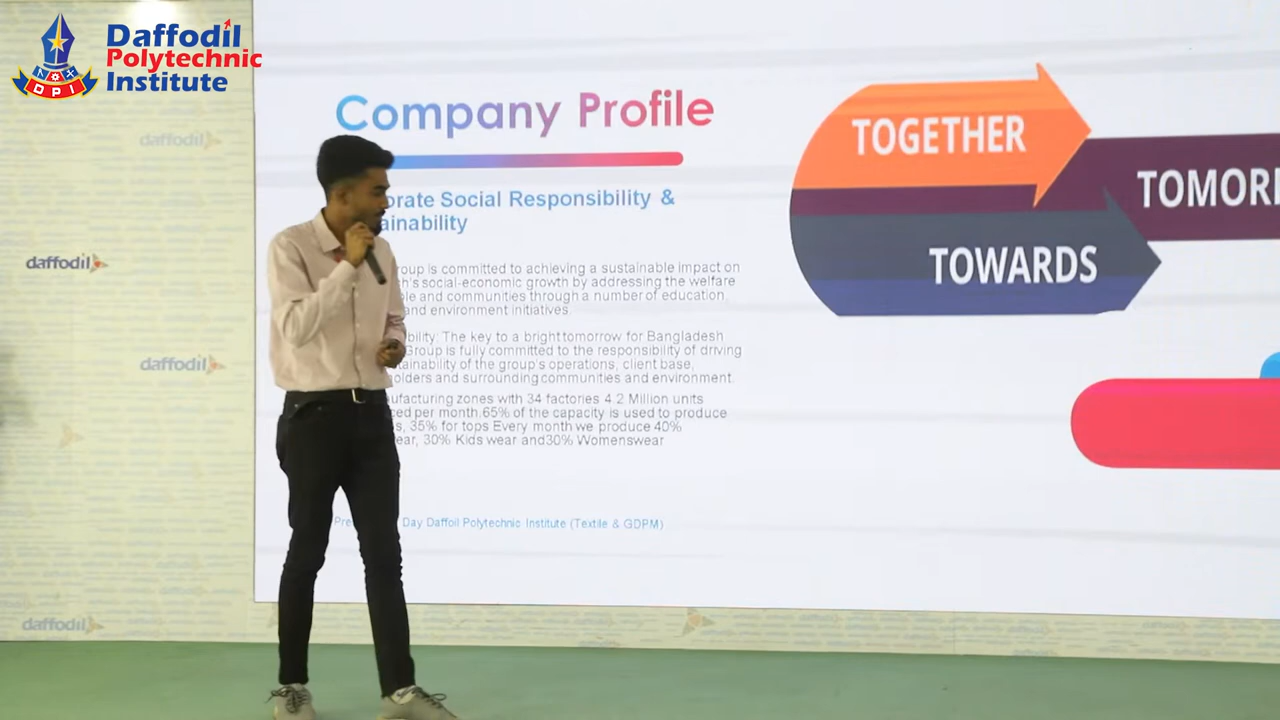 Daffodil
Polytechnic
Institute
DPI
daffodil
daffodil
daffodil
daffodil
Company Profile
orate Social Responsibility &
ainability
roup is committed to achieving a sustainable impact on
h's social-economic growth by addressing the welfare
le and communities through a number of education
and environment initiatives.
bility: The key to a bright tomorrow for Bangladesh
Group is fully committed to the responsibility of driving
tainability of the group's operations, client base,
holders and surrounding communities and environment.
ufacturing zones with 34 factories 4.2 Million units
ced per month.65% of the capacity is used to produce
s, 35% for tops Every month we produce 40%
ear, 30% Kids wear and30% Womenswear
Pre Day Daffoil Polytechnic Institute (Textile & GDPM)
TOGETHER
TOMOR
TOWARDS